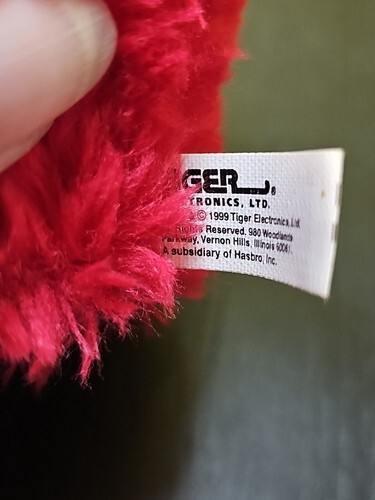 IGER®
TRONICS, LTD.
© 1999 Tiger Electronics, Ltd.
Rights Reserved. 980 Woodlands
Parkway, Vernon Hills, Illinois 60061.
A subsidiary of Hasbro, Inc.